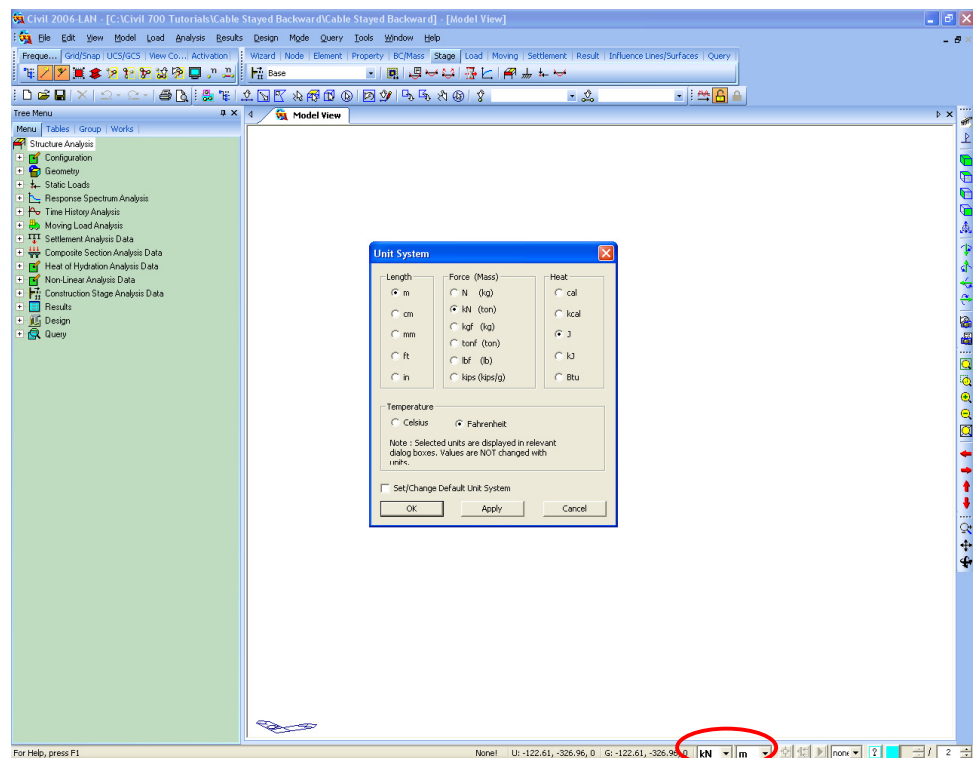 Civil 2006-LAN - [C:\Civil 700 Tutorials\Cable Stayed Backward\Cable Stayed Backward] - [Model View]
File Edit View Model Load Analysis Results Design Mode Query Tools Window Help
Freque... Grid/Snap UCS/GCS View Co... Activation
Wizard Node Element Property BC/Mass Stage Load Moving Settlement Result Influence Lines/Surfaces Query
Base
Tree Menu
Model View
Menu Tables Group Works
Structure Analysis
Configuration
Geometry
Static Loads
Response Spectrum Analysis
Time History Analysis
Moving Load Analysis
Settlement Analysis Data
Composite Section Analysis Data
Heat of Hydration Analysis Data
Non-Linear Analysis Data
Construction Stage Analysis Data
Results
Design
Query
Unit System
Length Force (Mass) Heat
m N (kg) cal
cm kN (ton) kcal
mm kgf (kg) J
tonf (ton)
ft lbf (lb) kJ
in kips (kips/g) Btu
Temperature
Celsius Fahrenheit
Note : Selected units are displayed in relevant
dialog boxes. Values are NOT changed with
units.
Set/Change Default Unit System
OK Apply Cancel
For Help, press F1 None! U: -122.61, -326.96, 0 G: -122.61, -326.96, 0 kN m none ? / 2